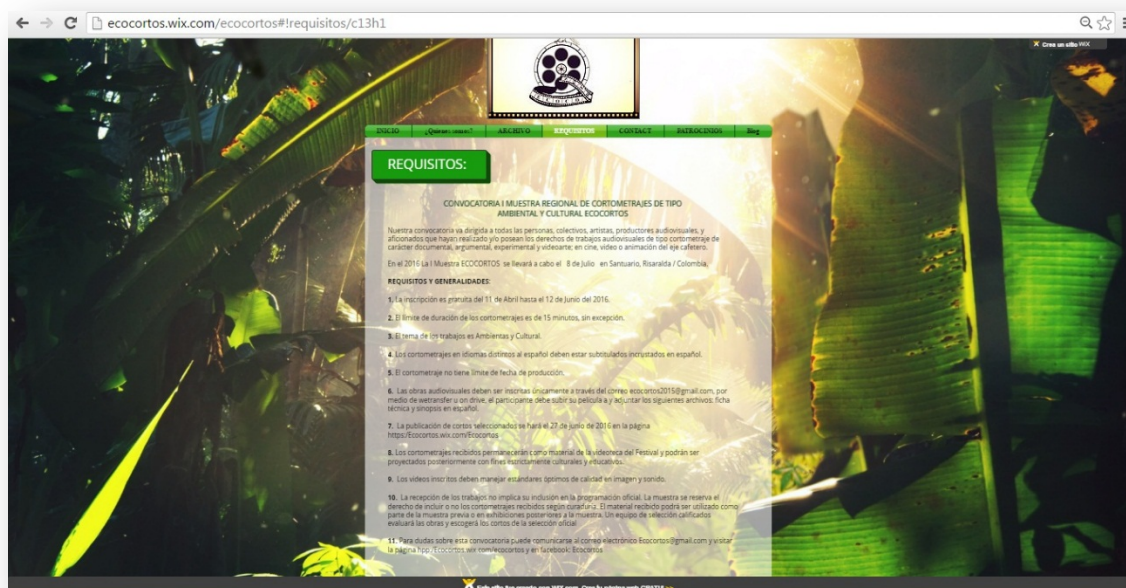 ecocortos.wix.com/ecocortos#!requisitos/c13h1
Crea un sitio WiX
INICIO ¿Quienes somos? ARCHIVO REQUISITOS CONTACT PATROCINIOS Blog
REQUISITOS:
CONVOCATORIA I MUESTRA REGIONAL DE CORTOMETRAJES DE TIPO
AMBIENTAL Y CULTURAL ECOCORTOS
Nuestra convocatoria va dirigida a todas las personas, colectivos, artistas, productores audiovisuales, y
aficionados que hayan realizado y/o posean los derechos de trabajos audiovisuales de tipo cortometraje de
carácter documental, argumental, experimental y videoarte; en cine, video o animación del eje cafetero.
En el 2016 La I Muestra ECOCORTOS se llevará a cabo el 8 de Julio en Santuario, Risaralda / Colombia.
REQUISITOS Y GENERALIDADES:
1. La inscripción es gratuita del 11 de Abril hasta el 12 de Junio del 2016.
2. El límite de duración de los cortometrajes es de 15 minutos, sin excepción.
3. El tema de los trabajos es Ambientas y Cultural.
4. Los cortometrajes en idiomas distintos al español deben estar subtitulados incrustados en español.
5. El cortometraje no tiene límite de fecha de producción.
6. Las obras audiovisuales deben ser inscritas únicamente a través del correo ecocortos2015@gmail.com, por
medio de wetransfer u on drive, el participante debe subir su película a y adjuntar los siguientes archivos: ficha
técnica y sinopsis en español.
7. La publicación de cortos seleccionados se hará el 27 de junio de 2016 en la página
https:/Ecocortos.wix.com/Ecocortos
8. Los cortometrajes recibidos permanecerán como material de la videoteca del Festival y podrán ser
proyectados posteriormente con fines estrictamente culturales y educativos.
9. Los videos inscritos deben manejar estándares óptimos de calidad en imagen y sonido.
10. La recepción de los trabajos no implica su inclusión en la programación oficial. La muestra se reserva el
derecho de incluir o no los cortometrajes recibidos según curaduría. El material recibido podrá ser utilizado como
parte de la muestra previa o en exhibiciones posteriores a la muestra. Un equipo de selección calificados
evaluará las obras y escogerá los cortos de la selección oficial
11. Para dudas sobre esta convocatoria puede comunicarse al correo electrónico Ecocortos@gmail.com y visitar
la página hpp:/Ecocortos.wix.com/ecocortos y en facebook: Ecocortos